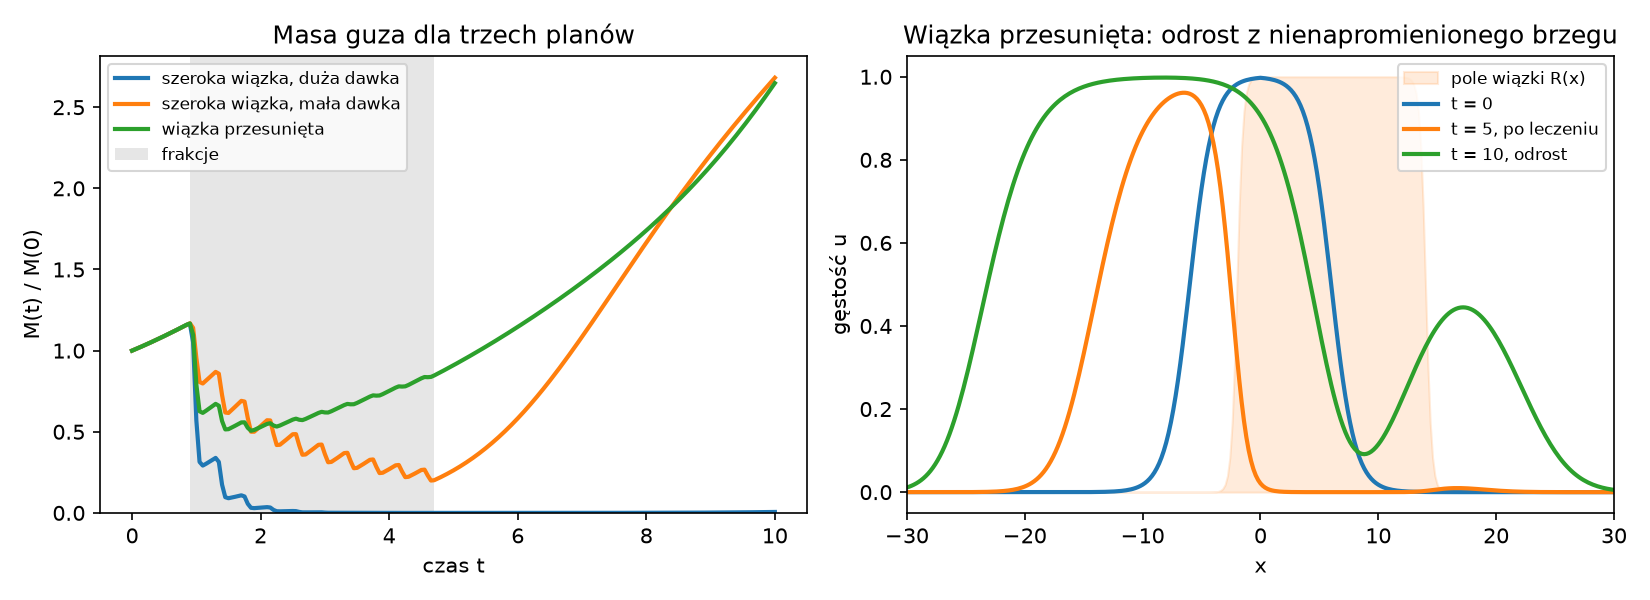 Masa guza dla trzech planów
M(t) / M(0)
2.5
2.0
1.5
1.0
0.5
0.0
szeroka wiązka, duża dawka
szeroka wiązka, mała dawka
wiązka przesunięta
frakcje
0 2 4 6 8 10
czas t
Wiązka przesunięta: odrost z nienapromienionego brzegu
gęstość u
1.0
0.8
0.6
0.4
0.2
0.0
pole wiązki R(x)
t = 0
t = 5, po leczeniu
t = 10, odrost
−30 −20 −10 0 10 20 30
x